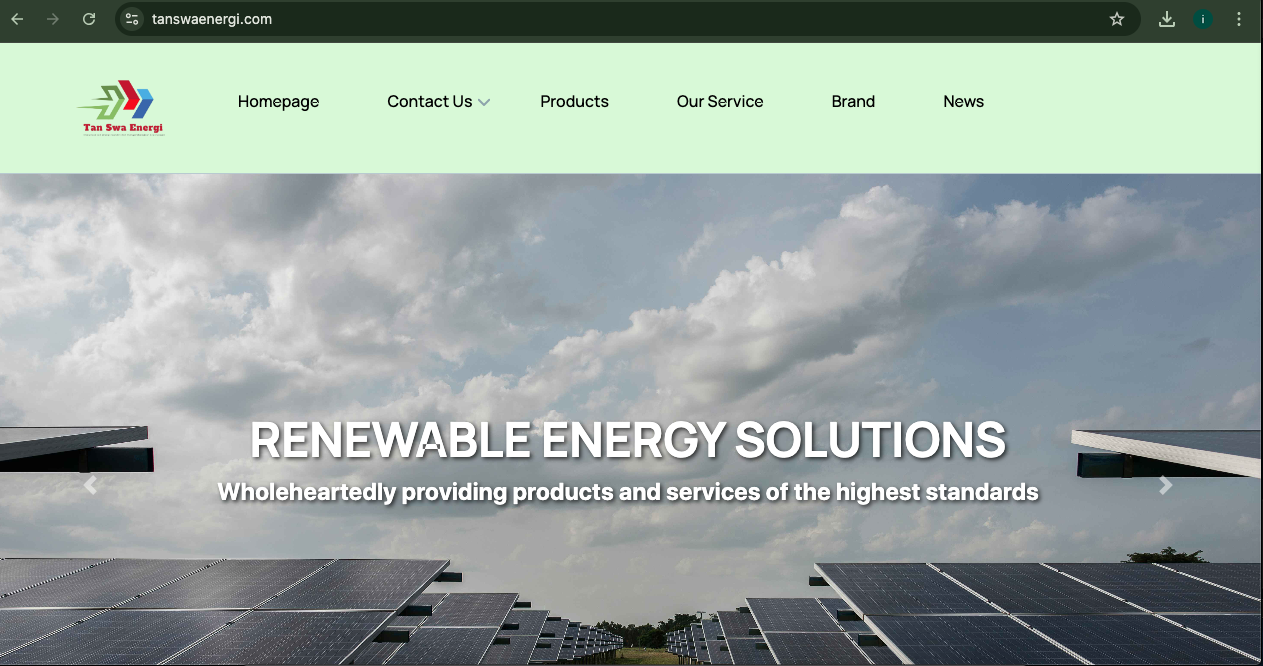 tanswaenergi.com
i
Tan Swa Energi
Homepage
Contact Us
Products
Our Service
Brand
News
RENEWABLE ENERGY SOLUTIONS
Wholeheartedly providing products and services of the highest standards